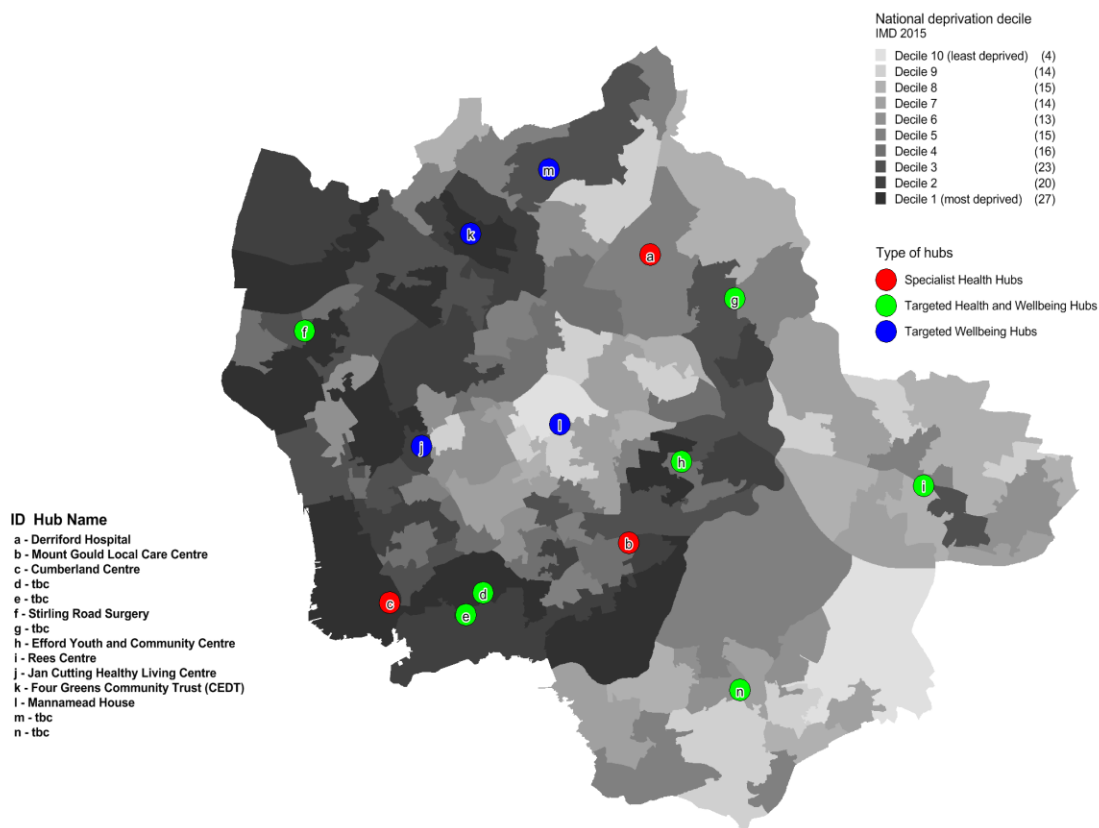 National deprivation decile
IMD 2015
Decile 10 (least deprived) (4)
Decile 9 (14)
Decile 8 (15)
Decile 7 (14)
Decile 6 (13)
Decile 5 (15)
Decile 4 (16)
Decile 3 (23)
Decile 2 (20)
Decile 1 (most deprived) (27)
Type of hubs
Specialist Health Hubs
Targeted Health and Wellbeing Hubs
Targeted Wellbeing Hubs
m
k
a
g
f
l
j
h
i
b
d
c
e
n
ID Hub Name
a - Derriford Hospital
b - Mount Gould Local Care Centre
c - Cumberland Centre
d - tbc
e - tbc
f - Stirling Road Surgery
g - tbc
h - Efford Youth and Community Centre
i - Rees Centre
j - Jan Cutting Healthy Living Centre
k - Four Greens Community Trust (CEDT)
l - Mannamead House
m - tbc
n - tbc